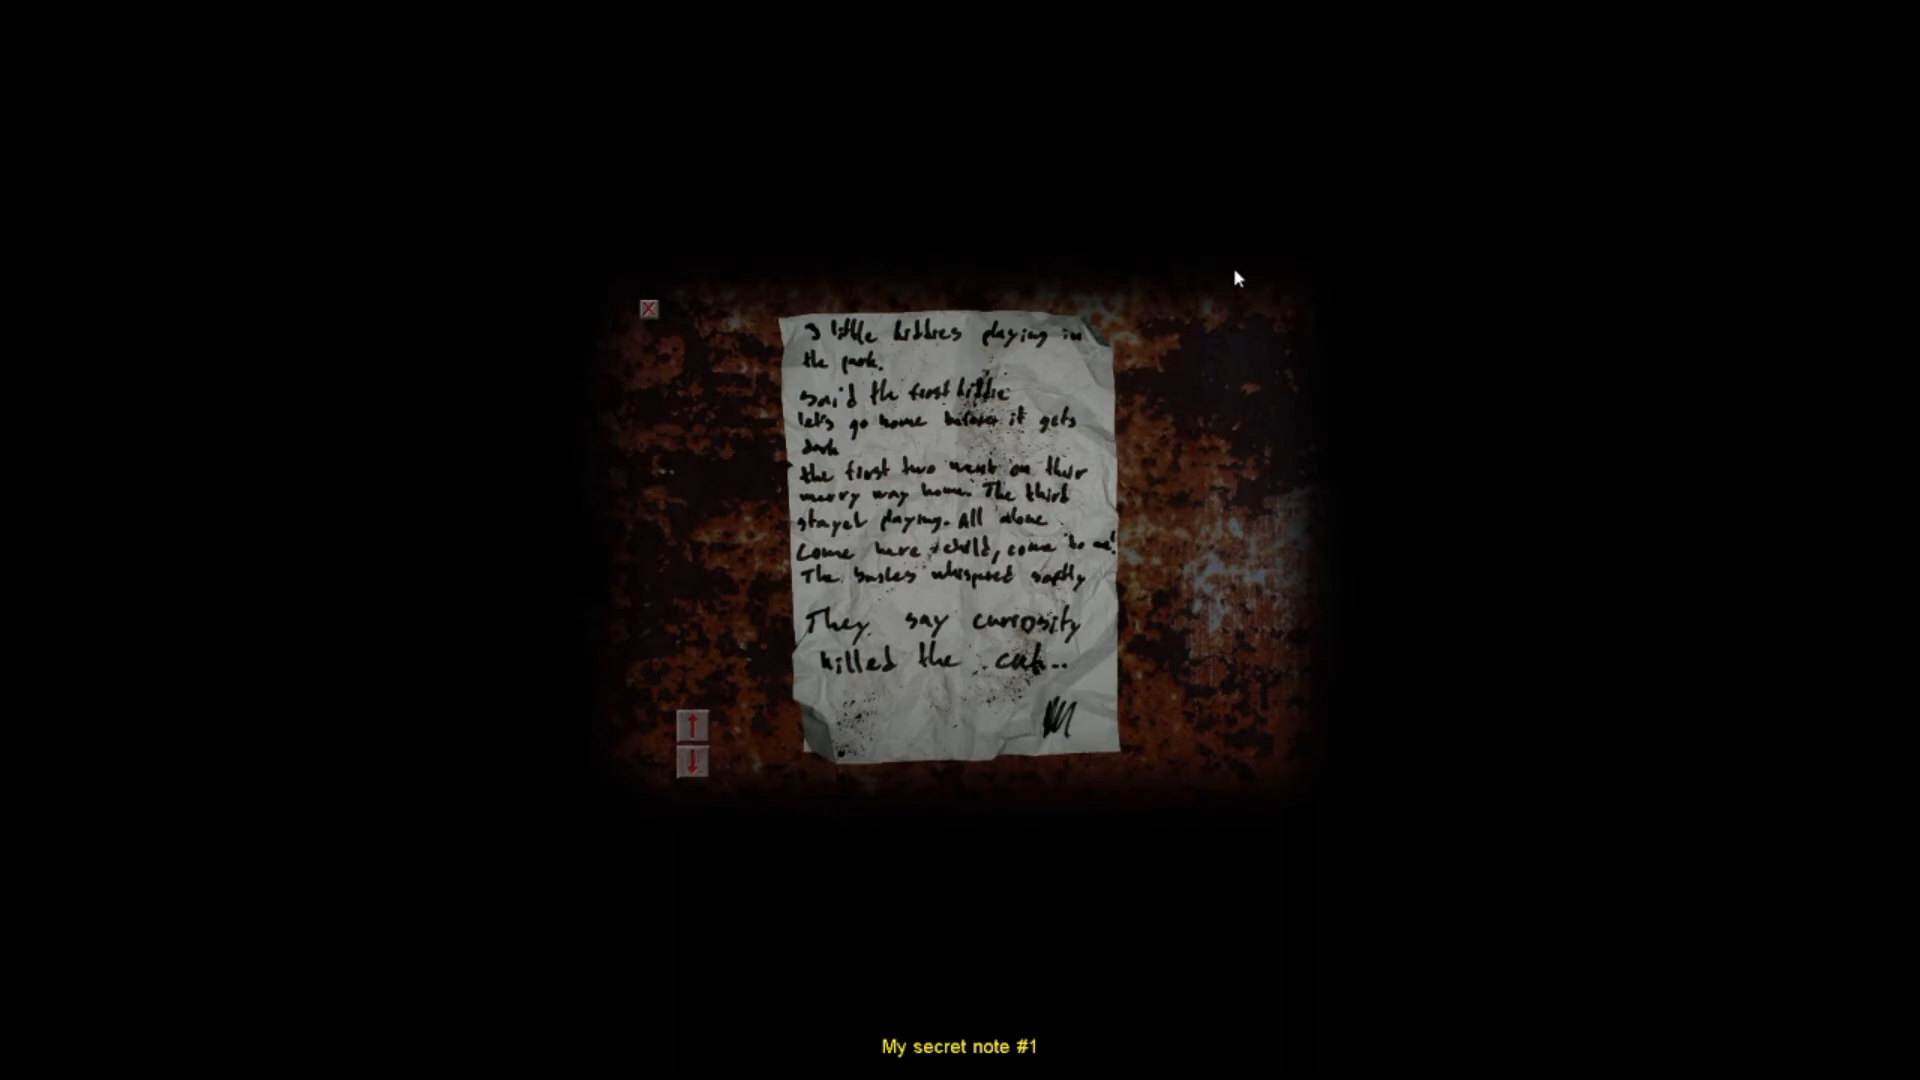 3 little kiddies playing in
the park.
said the first kiddie
let's go home before it gets
dark
the first two went on their
merry way home. The third
stayed playing. All alone
Come here child, come to me!
The bushes whispered softly
They say curiosity
killed the cat..
M
My secret note #1